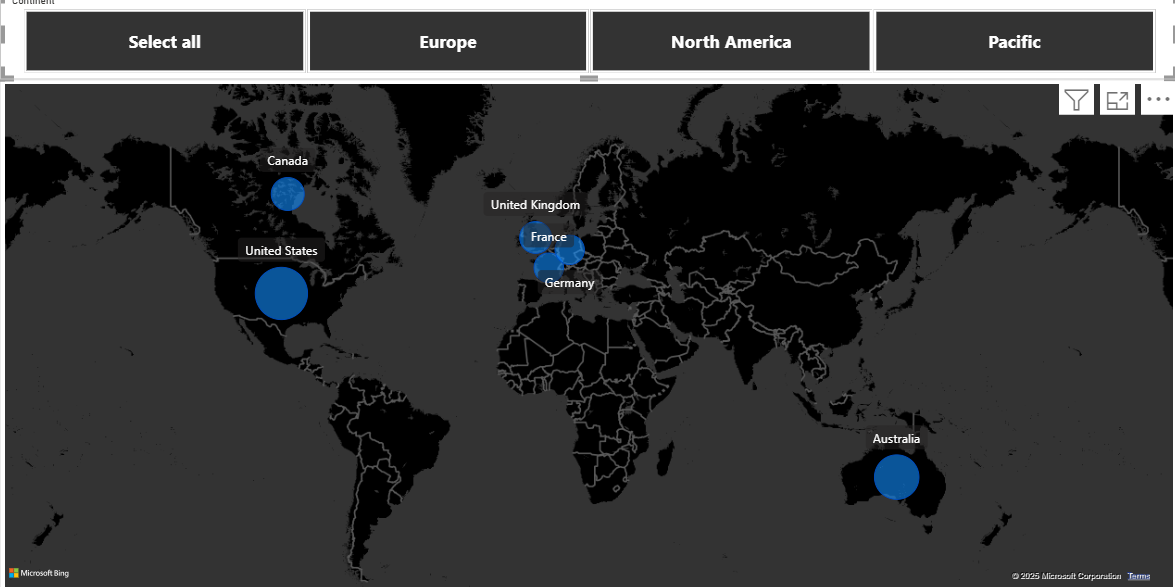 Continent
Select all
Europe
North America
Pacific
Canada
United Kingdom
France
United States
Germany
Australia
Microsoft Bing
© 2025 Microsoft Corporation Terms